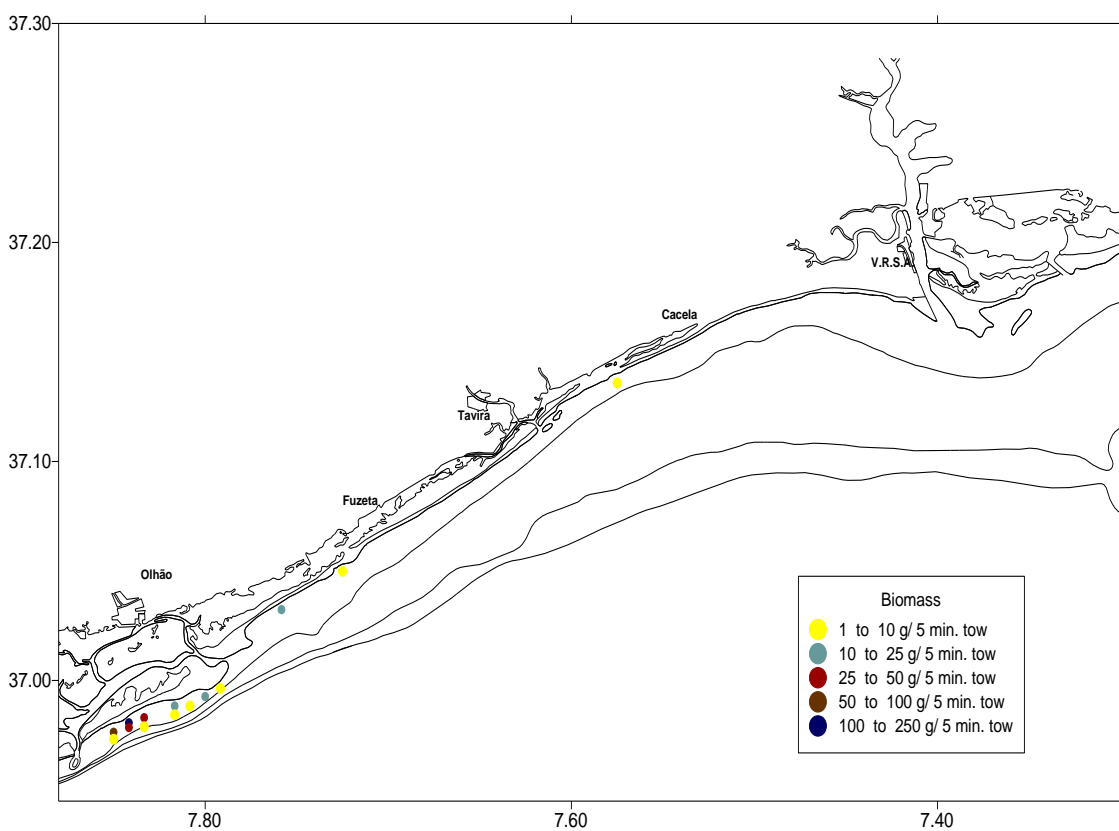 37.30
37.20
V.R.S.A.
Cacela
Tavira
37.10
Fuzeta
Olhão
37.00
Biomass
1 to 10 g/ 5 min. tow
10 to 25 g/ 5 min. tow
25 to 50 g/ 5 min. tow
50 to 100 g/ 5 min. tow
100 to 250 g/ 5 min. tow
7.80 7.60 7.40